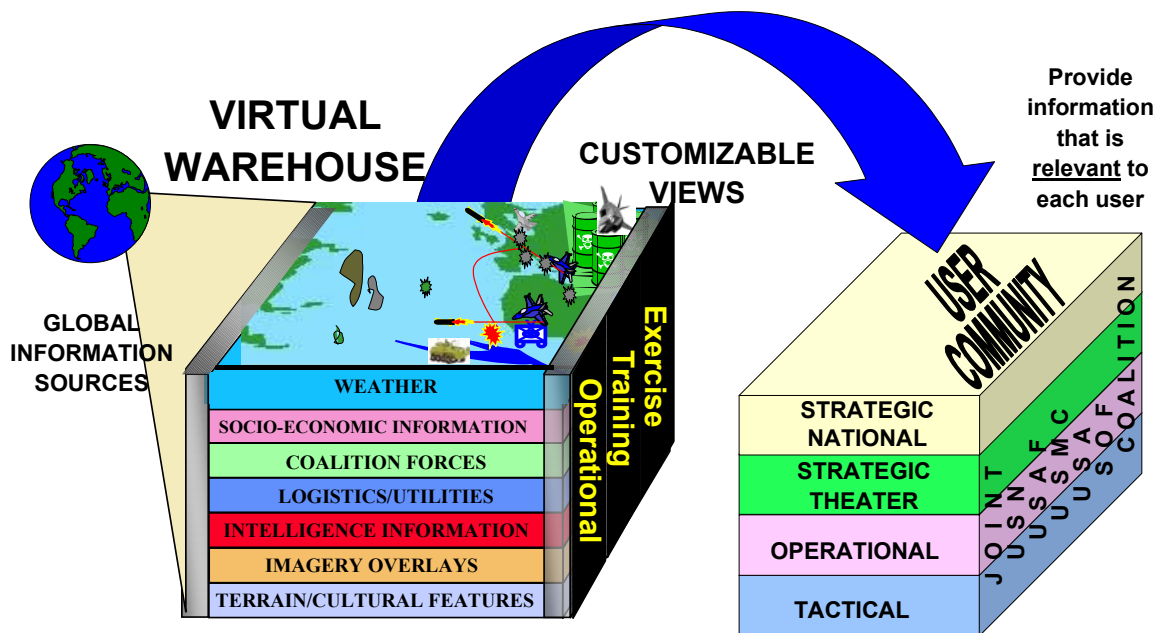 VIRTUAL
WAREHOUSE
GLOBAL
INFORMATION
SOURCES
CUSTOMIZABLE
VIEWS
Provide
information
that is
relevant to
each user
WEATHER
SOCIO-ECONOMIC INFORMATION
COALITION FORCES
LOGISTICS/UTILITIES
INTELLIGENCE INFORMATION
IMAGERY OVERLAYS
TERRAIN/CULTURAL FEATURES
Operational
Training
Exercise
USER
COMMUNITY
STRATEGIC
NATIONAL
STRATEGIC
THEATER
OPERATIONAL
TACTICAL
JOINT
USN
USAF
USMC
USA
SOF
COALITION